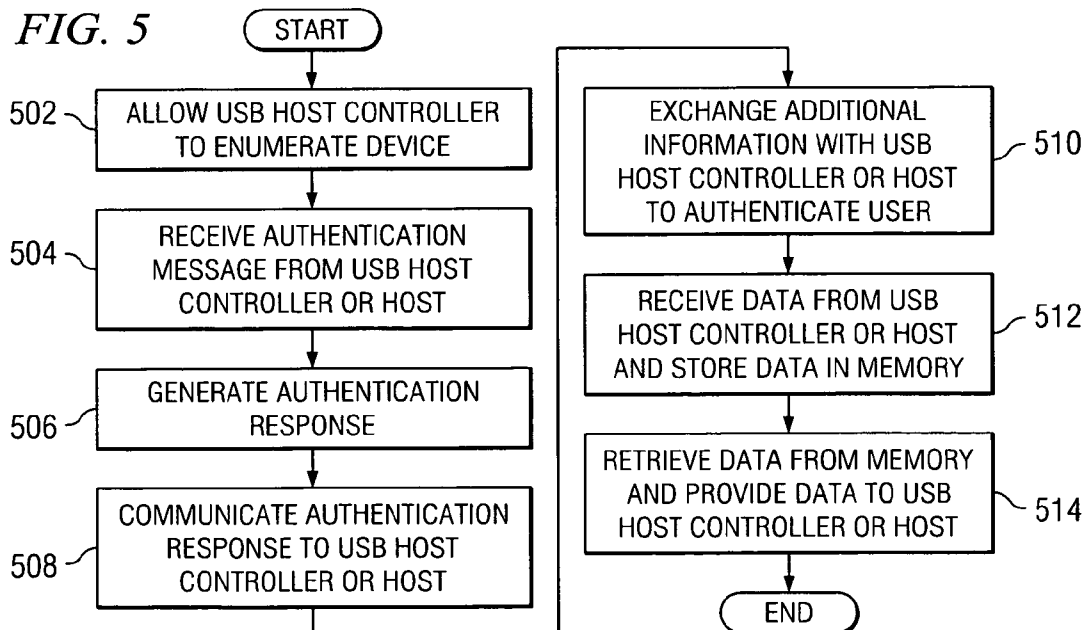 FIG. 5
START
502
ALLOW USB HOST CONTROLLER
TO ENUMERATE DEVICE
504
RECEIVE AUTHENTICATION
MESSAGE FROM USB HOST
CONTROLLER OR HOST
506
GENERATE AUTHENTICATION
RESPONSE
508
COMMUNICATE AUTHENTICATION
RESPONSE TO USB HOST
CONTROLLER OR HOST
EXCHANGE ADDITIONAL
INFORMATION WITH USB
HOST CONTROLLER OR HOST
TO AUTHENTICATE USER
510
RECEIVE DATA FROM USB
HOST CONTROLLER OR HOST
AND STORE DATA IN MEMORY
512
RETRIEVE DATA FROM MEMORY
AND PROVIDE DATA TO USB
HOST CONTROLLER OR HOST
514
END